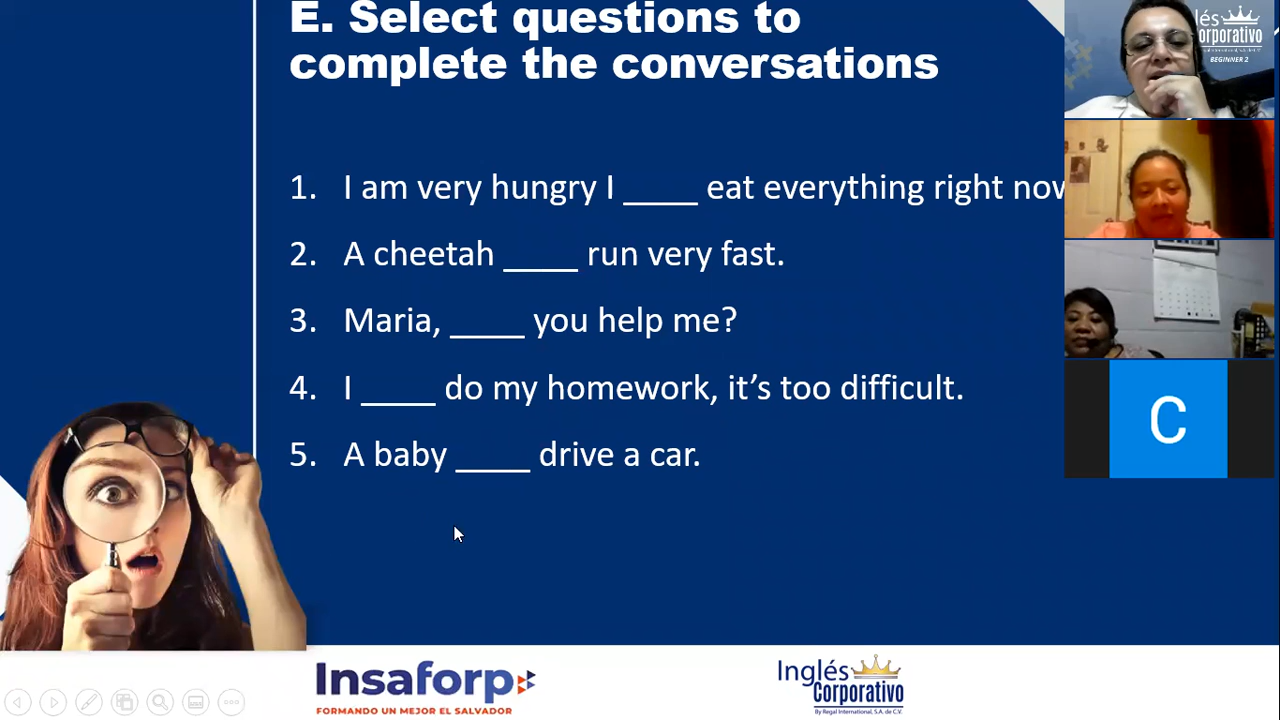 E. Select questions to
complete the conversations
1. I am very hungry I ____ eat everything right now
2. A cheetah ____ run very fast.
3. Maria, ____ you help me?
4. I ____ do my homework, it's too difficult.
5. A baby ____ drive a car.
lés
orporativo
BEGINNER 2
C
Insaforp
FORMANDO UN MEJOR EL SALVADOR
Inglés
Corporativo
By Regal International, S.A. de C.V.